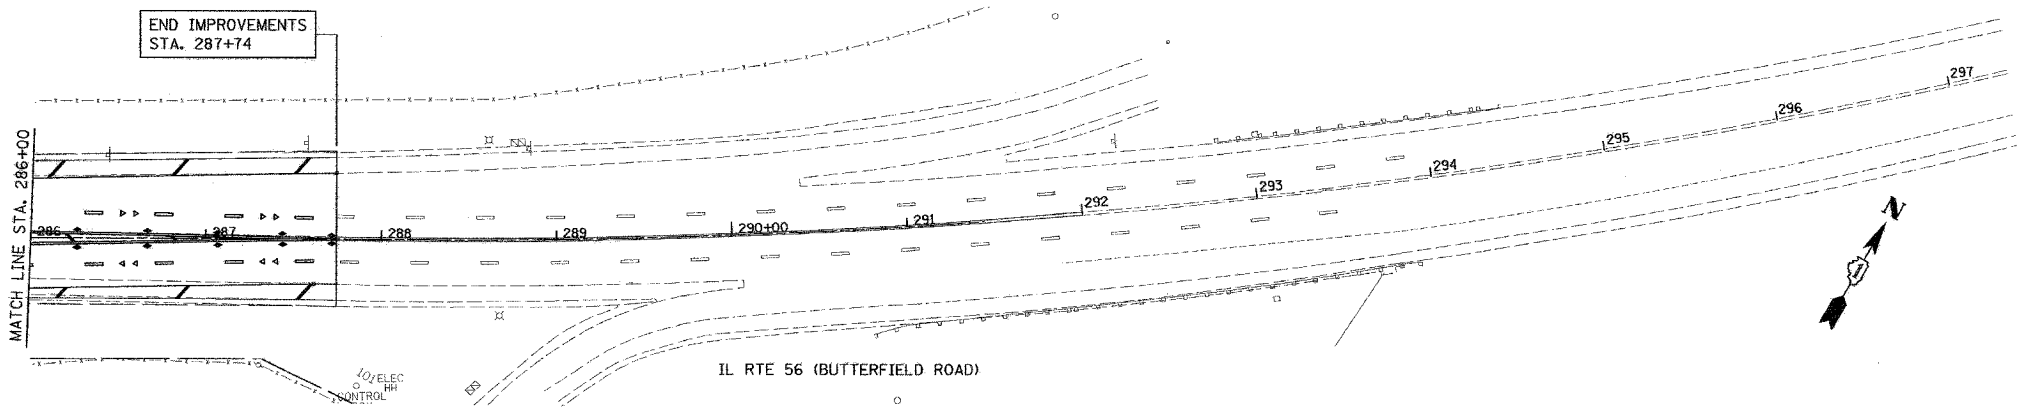 END IMPROVEMENTS
STA. 287+74
MATCH LINE STA. 286+00
286
287
288
289
290+00
291
292
293
294
295
296
297
N
101 ELEC
HH
CONTROL
IL RTE 56 (BUTTERFIELD ROAD)